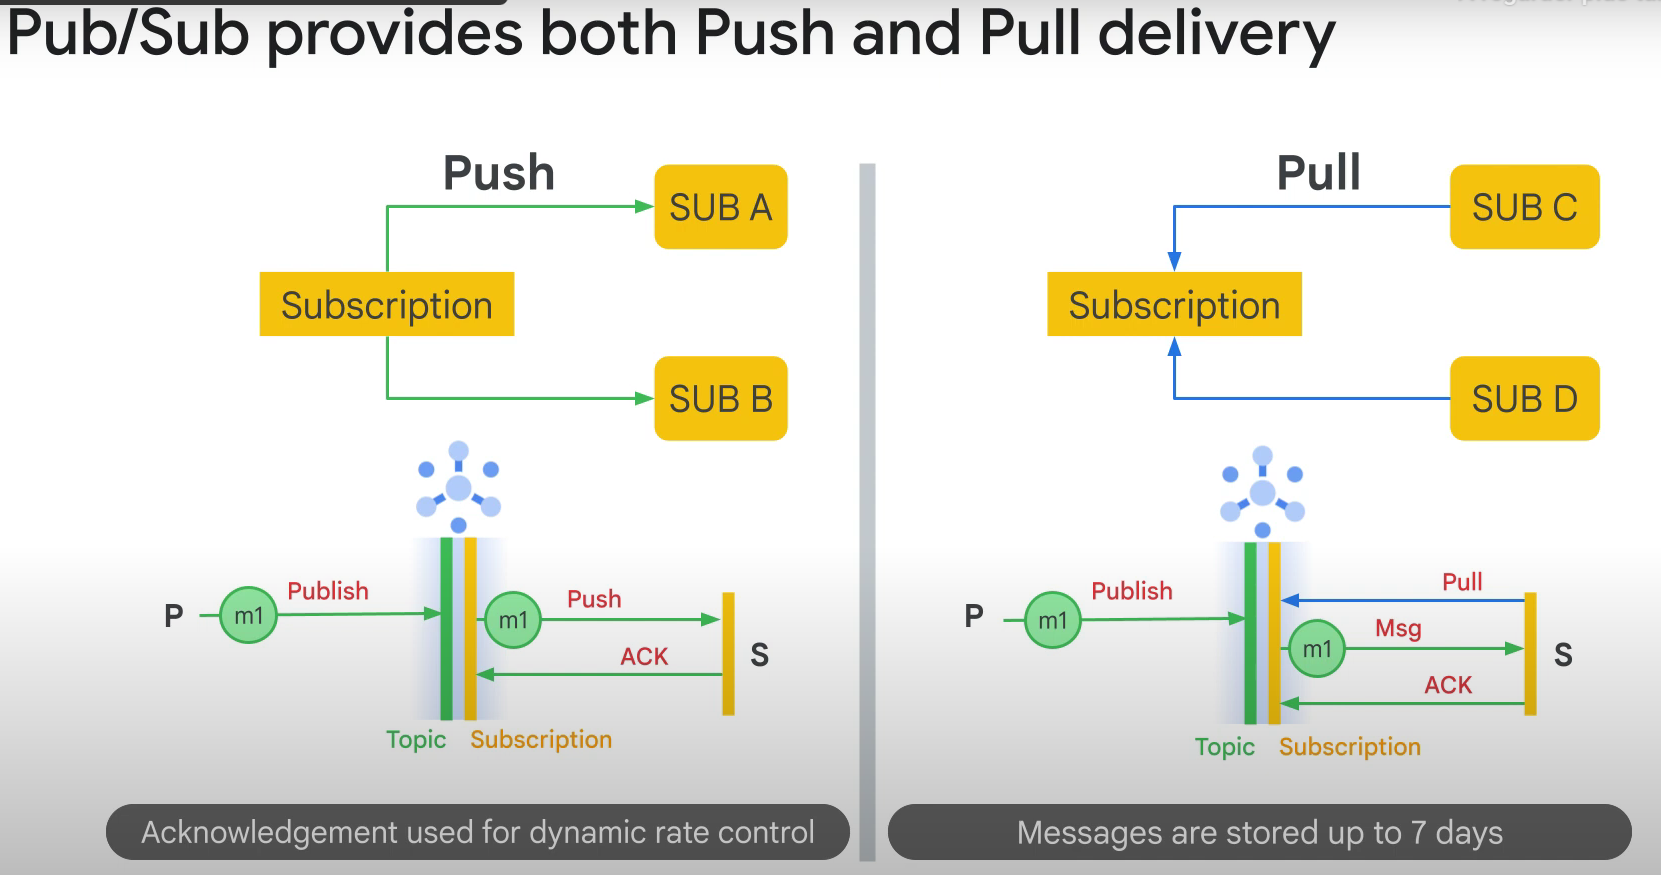 Pub/Sub provides both Push and Pull delivery
Push
SUB A
Subscription
SUB B
P
m1
Publish
m1
Push
ACK
S
Topic
Subscription
Acknowledgement used for dynamic rate control
Pull
SUB C
Subscription
SUB D
P
m1
Publish
Pull
m1
Msg
ACK
S
Topic
Subscription
Messages are stored up to 7 days